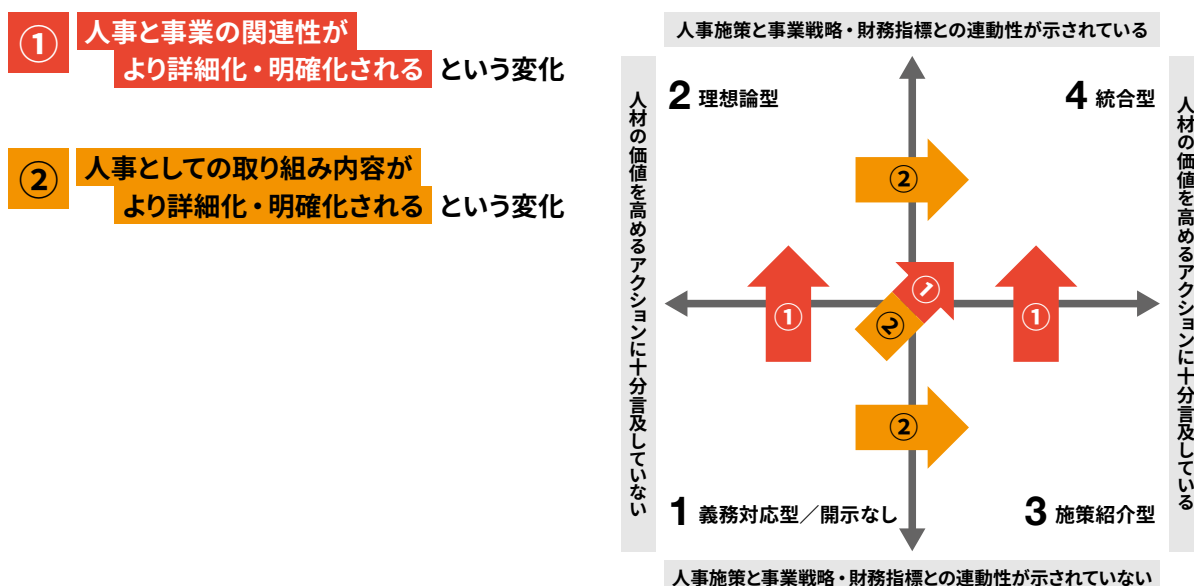 ① 人事と事業の関連性が
より詳細化・明確化される という変化
② 人事としての取り組み内容が
より詳細化・明確化される という変化
人事施策と事業戦略・財務指標との連動性が示されている
人材の価値を高めるアクションに十分言及していない
2 理想論型
4 統合型
②
①
①
②
①
②
1 義務対応型／開示なし
3 施策紹介型
人材の価値を高めるアクションに十分言及している
人事施策と事業戦略・財務指標との連動性が示されていない